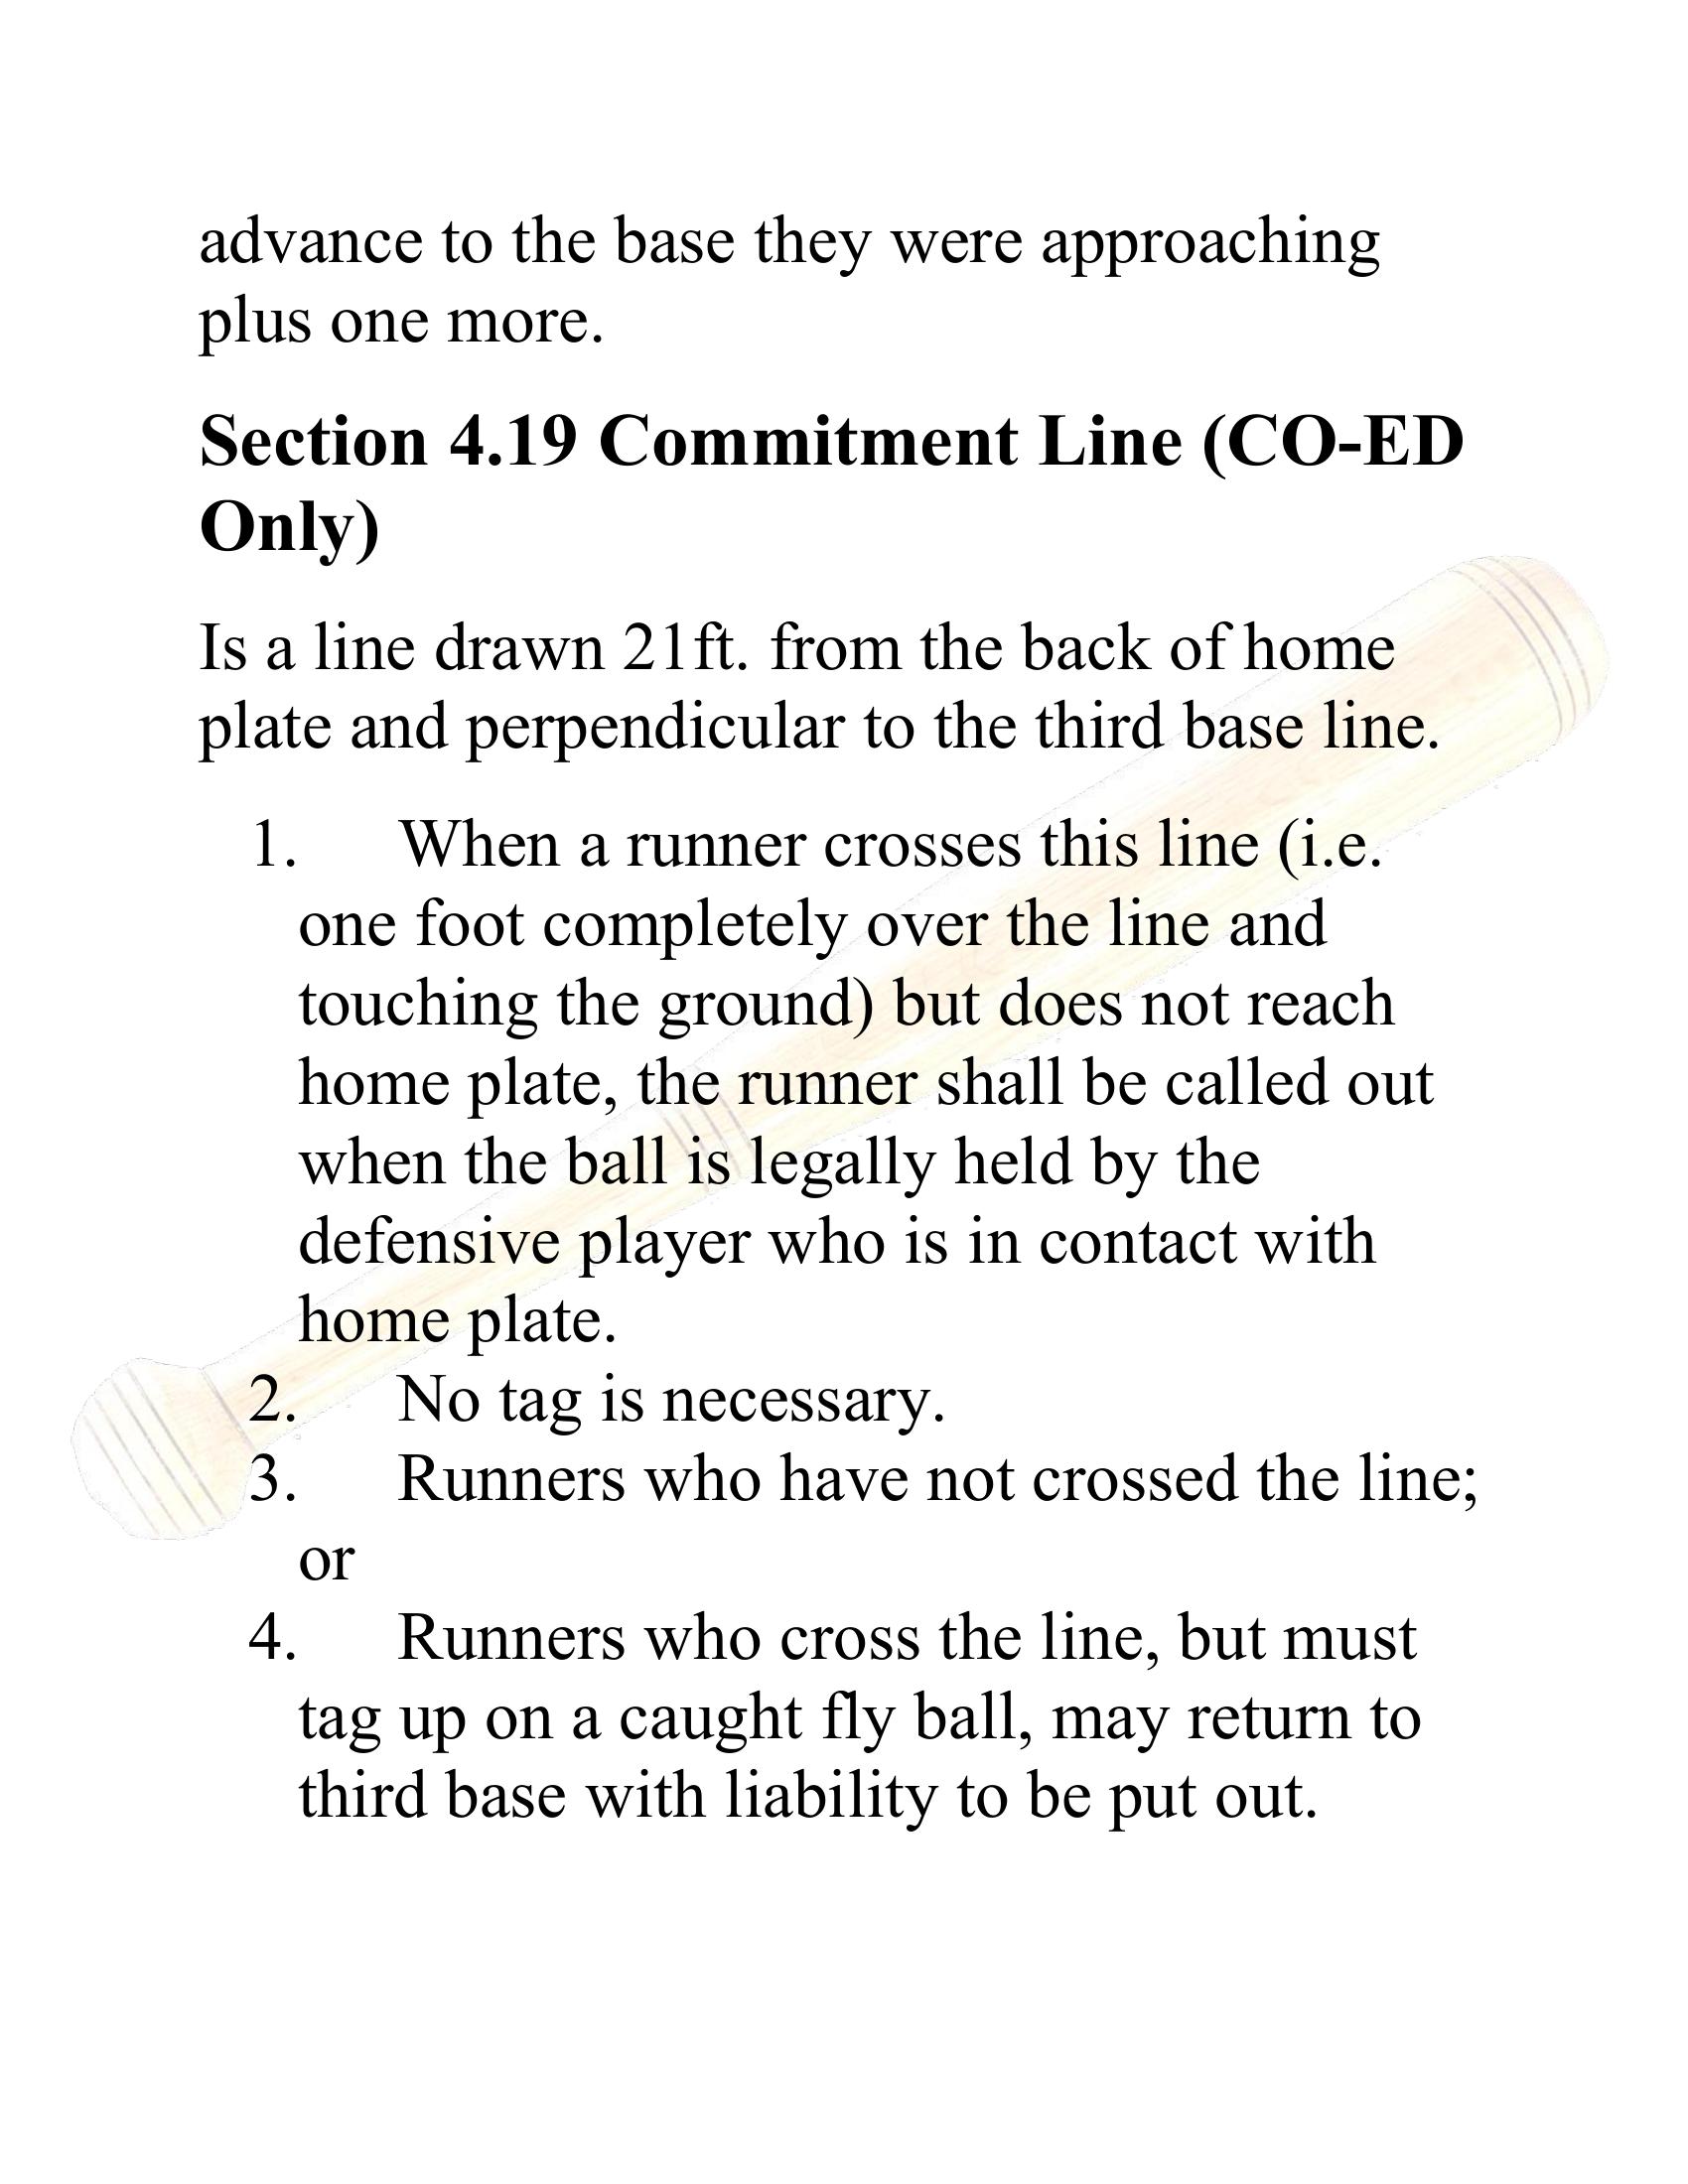 advance to the base they were approaching
plus one more.
Section 4.19 Commitment Line (CO-ED
Only)
Is a line drawn 21ft. from the back of home
plate and perpendicular to the third base line.
1. When a runner crosses this line (i.e.
one foot completely over the line and
touching the ground) but does not reach
home plate, the runner shall be called out
when the ball is legally held by the
defensive player who is in contact with
home plate.
2. No tag is necessary.
3. Runners who have not crossed the line;
or
4. Runners who cross the line, but must
tag up on a caught fly ball, may return to
third base with liability to be put out.